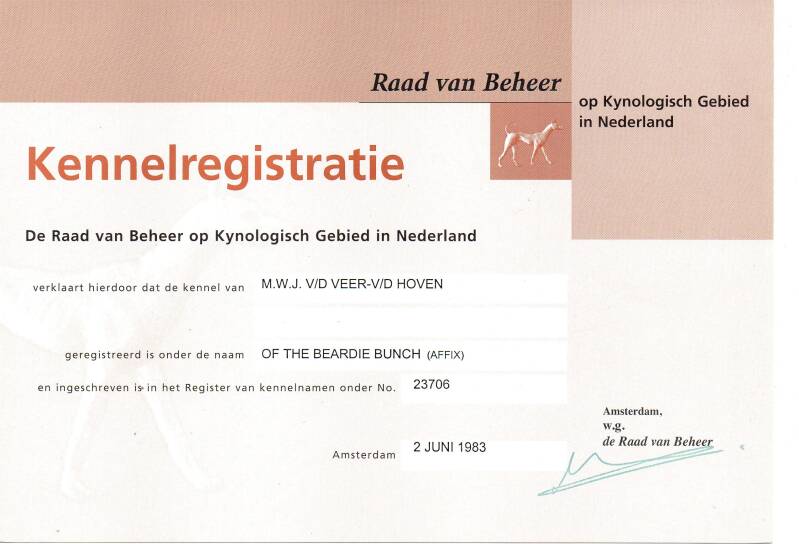 Raad van Beheer
op Kynologisch Gebied
in Nederland
Kennelregistratie
De Raad van Beheer op Kynologisch Gebied in Nederland
verklaart hierdoor dat de kennel van M.W.J. V/D VEER-V/D HOVEN
geregistreerd is onder de naam OF THE BEARDIE BUNCH (AFFIX)
en ingeschreven is in het Register van kennelnamen onder No. 23706
Amsterdam 2 JUNI 1983
Amsterdam,
w.g.
de Raad van Beheer